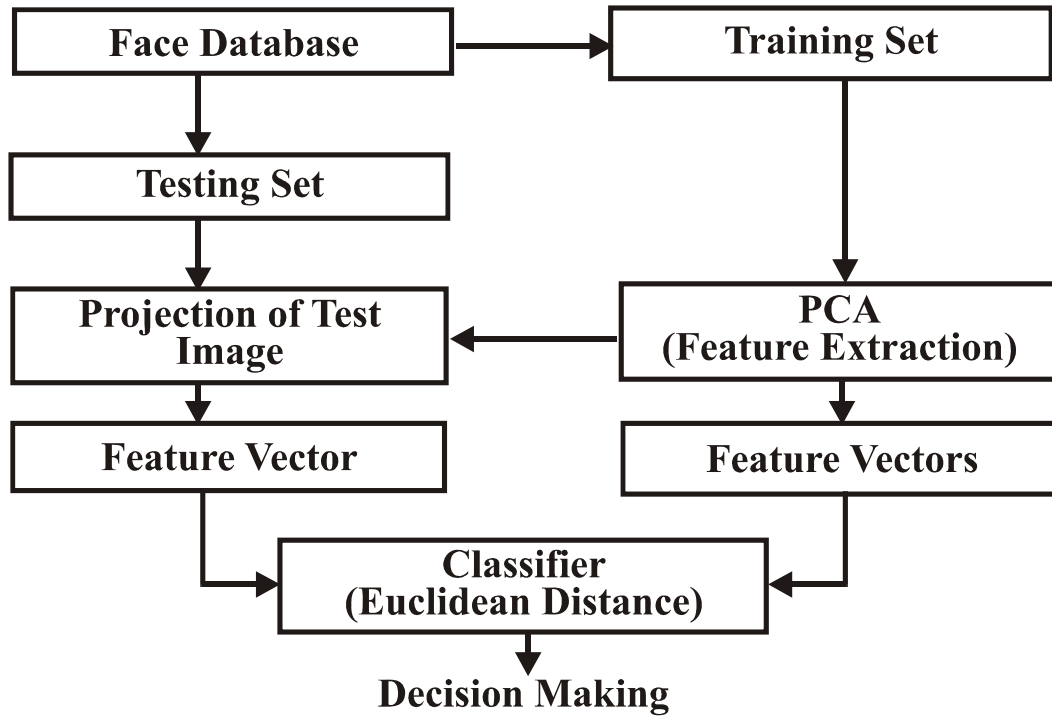 Face Database
Training Set
Testing Set
Projection of Test
Image
PCA
(Feature Extraction)
Feature Vector
Feature Vectors
Classifier
(Euclidean Distance)
Decision Making